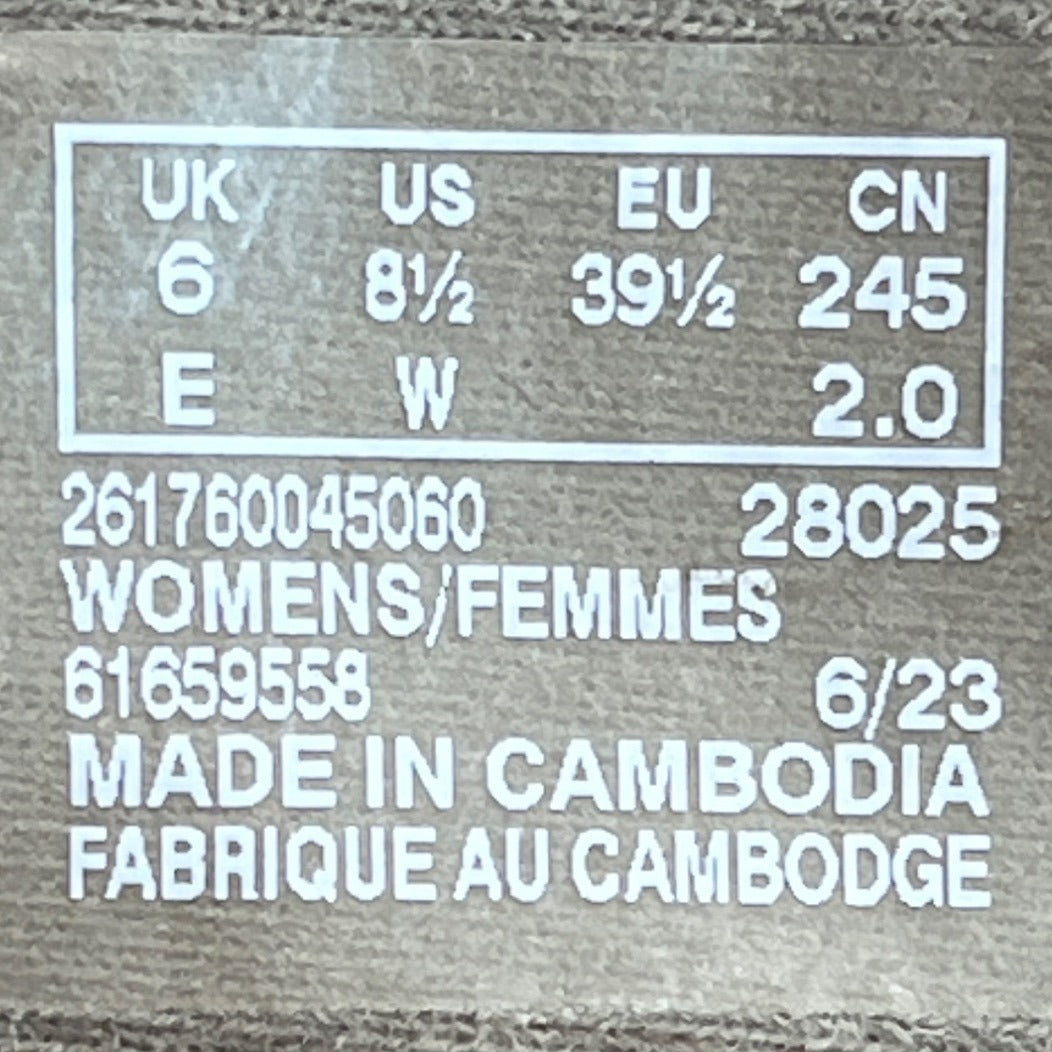 UK US EU CN
6 8½ 39½ 245
E W 2.0
261760045060 28025
WOMENS/FEMMES
61659558 6/23
MADE IN CAMBODIA
FABRIQUE AU CAMBODGE